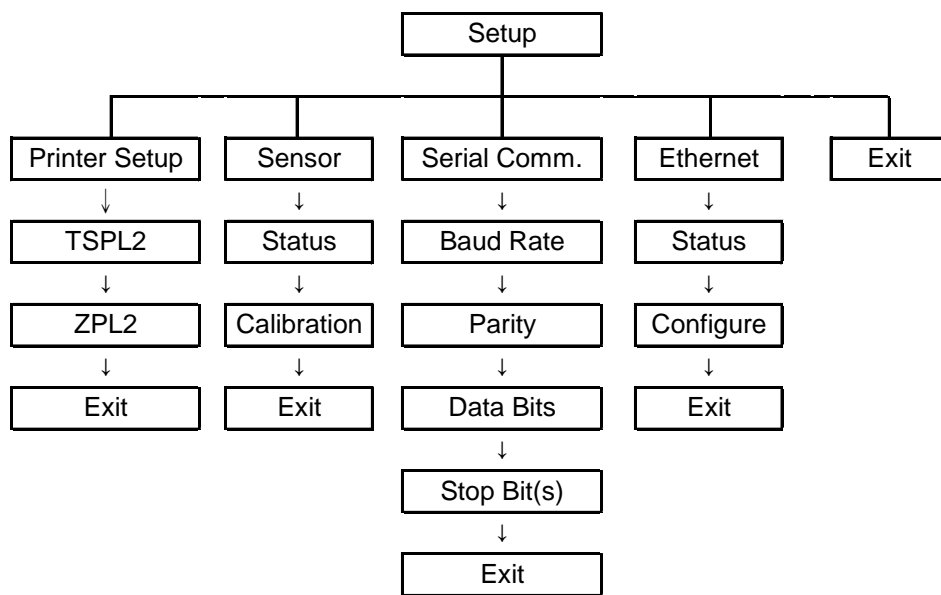 Setup
Printer Setup Sensor Serial Comm. Ethernet Exit
↓ ↓ ↓ ↓
TSPL2 Status Baud Rate Status
↓ ↓ ↓ ↓
ZPL2 Calibration Parity Configure
↓ ↓ ↓ ↓
Exit Exit Data Bits Exit
↓
Stop Bit(s)
↓
Exit